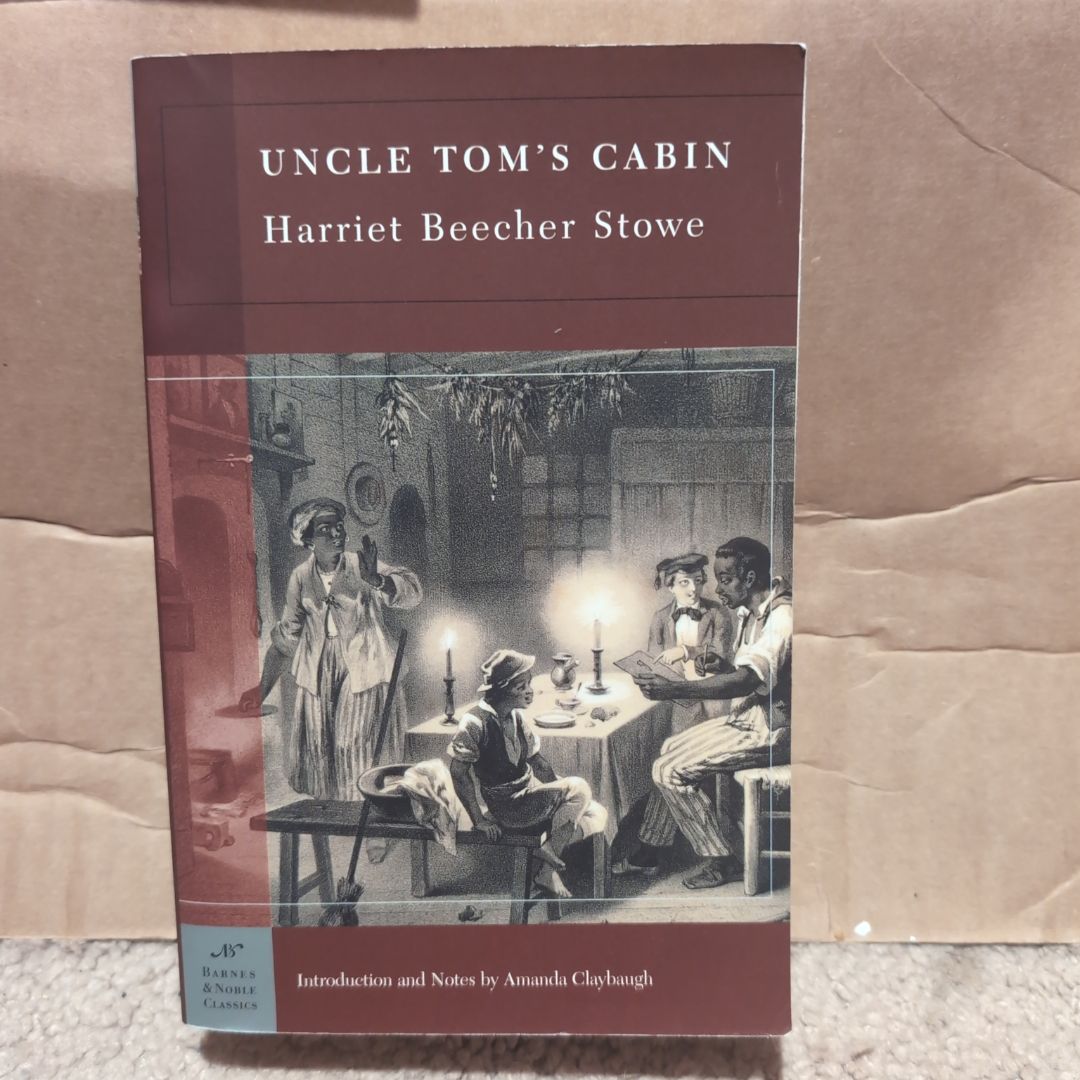 UNCLE TOM'S CABIN
Harriet Beecher Stowe
BARNES
& NOBLE
CLASSICS
Introduction and Notes by Amanda Claybaugh